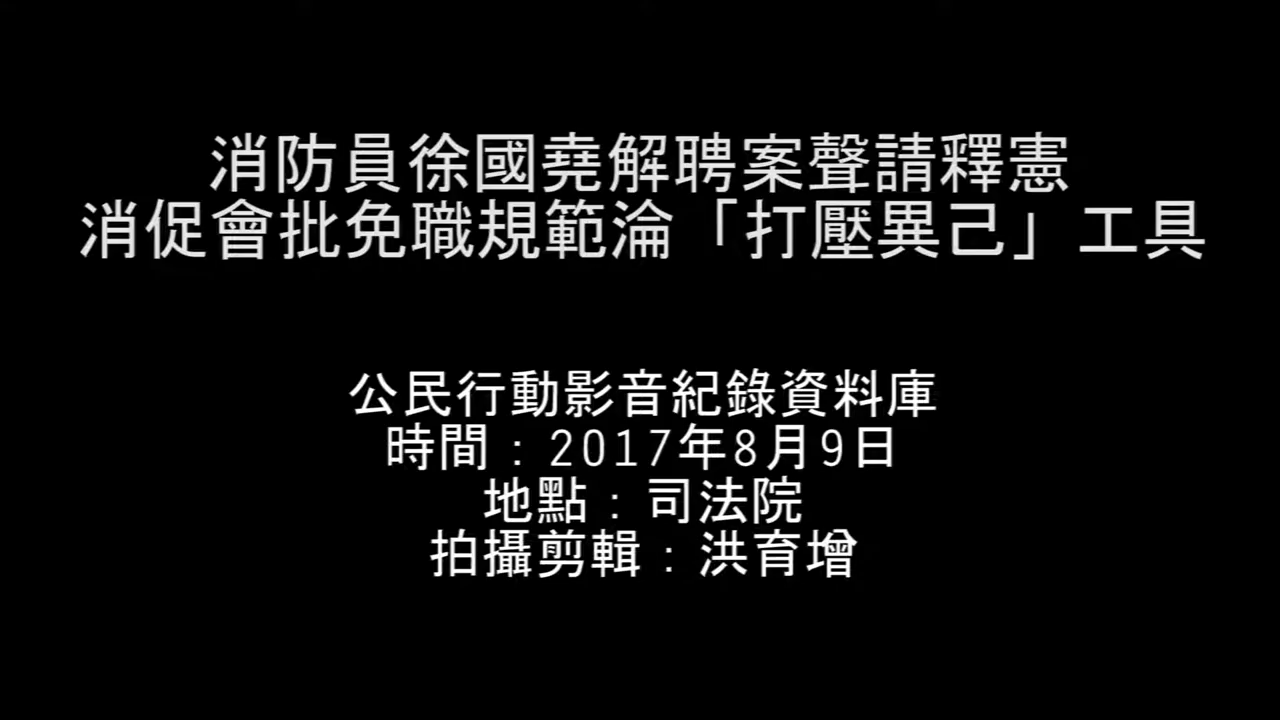 消防員徐國堯解聘案聲請釋憲
消促會批免職規範淪「打壓異己」工具
公民行動影音紀錄資料庫
時間：2017年8月9日
地點：司法院
拍攝剪輯：洪育增